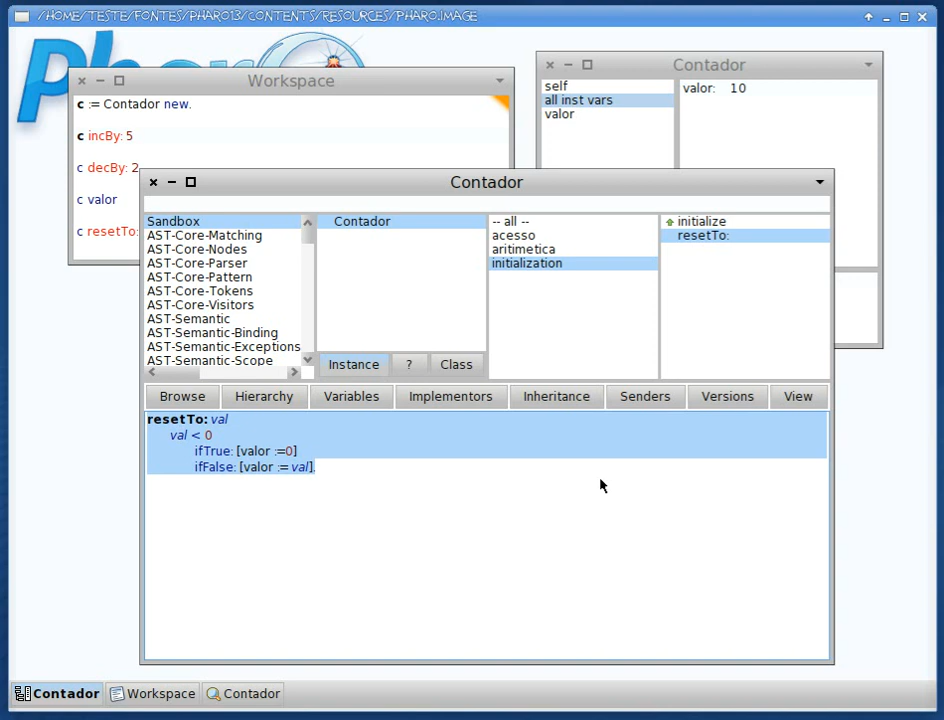 /HOME/TESTE/FONTES/PHARO13/CONTENTS/RESOURCES/PHARO.IMAGE
Workspace
c := Contador new.
c incBy: 5
c decBy: 2
c valor
c resetTo:
Contador
self
all inst vars
valor
valor: 10
Contador
Sandbox
AST-Core-Matching
AST-Core-Nodes
AST-Core-Parser
AST-Core-Pattern
AST-Core-Tokens
AST-Core-Visitors
AST-Semantic
AST-Semantic-Binding
AST-Semantic-Exceptions
AST-Semantic-Scope
Contador
Instance ? Class
-- all --
acesso
aritimetica
initialization
initialize
resetTo:
Browse Hierarchy Variables Implementors Inheritance Senders Versions View
resetTo: val
val < 0
ifTrue: [valor :=0]
ifFalse: [valor := val].
Contador Workspace Contador